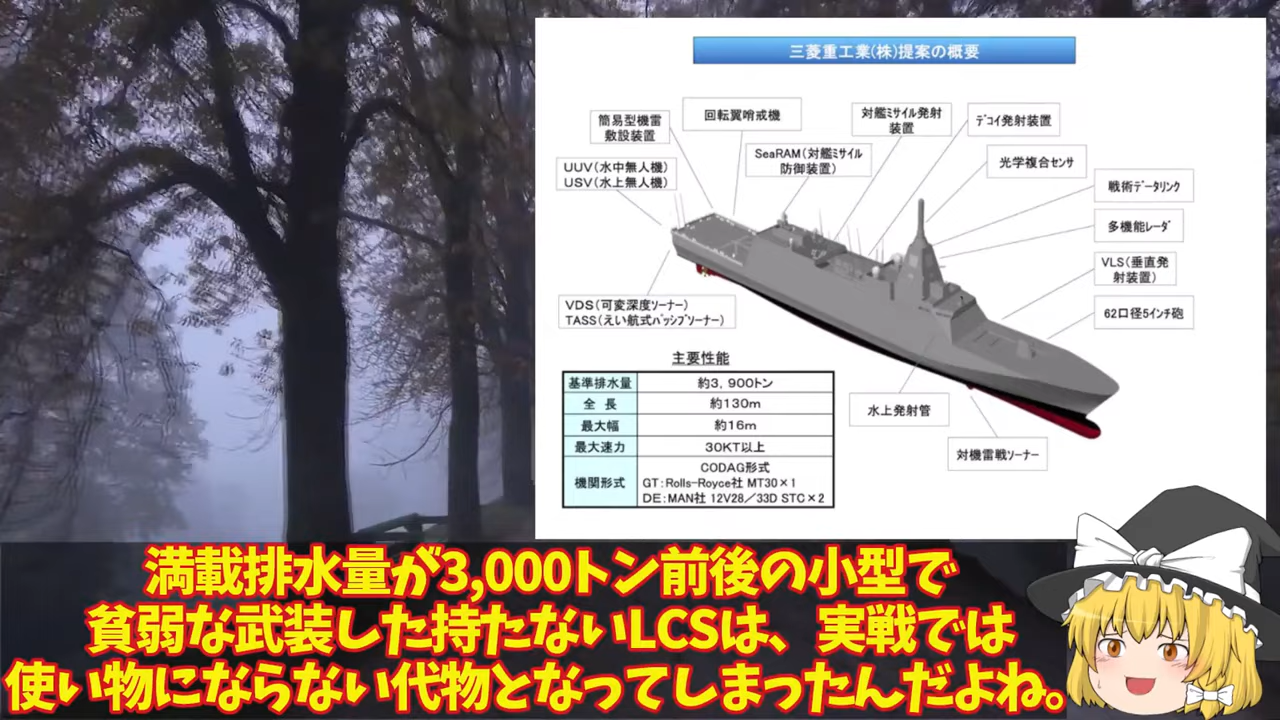 三菱重工業(株)提案の概要
簡易型機雷
敷設装置
回転翼哨戒機
対艦ミサイル発射
装置
デコイ発射装置
UUV(水中無人機)
USV(水上無人機)
SeaRAM(対艦ミサイル
防御装置)
光学複合センサ
戦術データリンク
多機能レーダ
VLS(垂直発
射装置)
62口径5インチ砲
VDS(可変深度ソーナー)
TASS(えい航式パッシブソーナー)
水上発射管
対機雷戦ソーナー
主要性能
基準排水量 約3，900トン
全 長 約130m
最大幅 約16m
最大速力 30KT以上
機関形式 CODAG形式
GT：Rolls-Royce社 MT30×1
DE：MAN社 12V28／33D STC×2
満載排水量が3,000トン前後の小型で
貧弱な武装した持たないLCSは、実戦では
使い物にならない代物となってしまったんだよね。